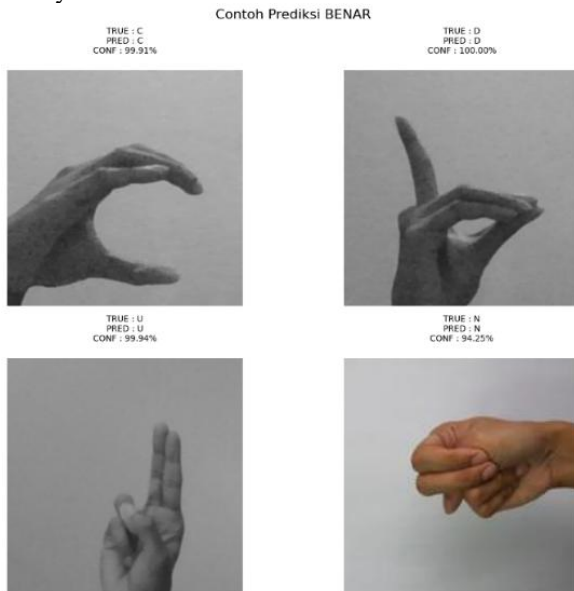 Contoh Prediksi BENAR
TRUE : C
PRED : C
CONF : 99.91%
TRUE : D
PRED : D
CONF : 100.00%
TRUE : U
PRED : U
CONF : 99.94%
TRUE : N
PRED : N
CONF : 94.25%